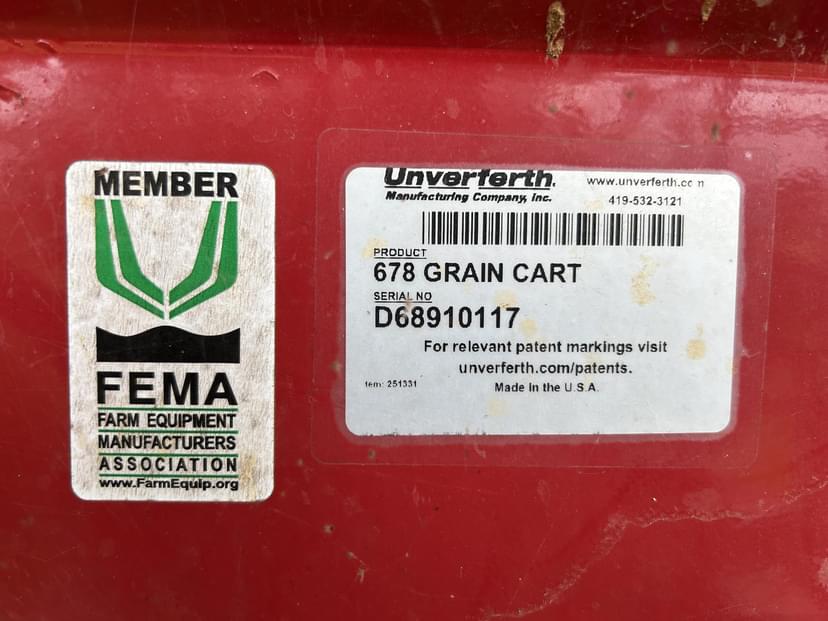 MEMBER
FEMA
FARM EQUIPMENT
MANUFACTURERS
ASSOCIATION
www.FarmEquip.org
Unverferth
Manufacturing Company, Inc.
www.unverferth.com
419-532-3121
PRODUCT
678 GRAIN CART
SERIAL NO
D68910117
For relevant patent markings visit
unverferth.com/patents.
Item: 251331
Made in the U.S.A.